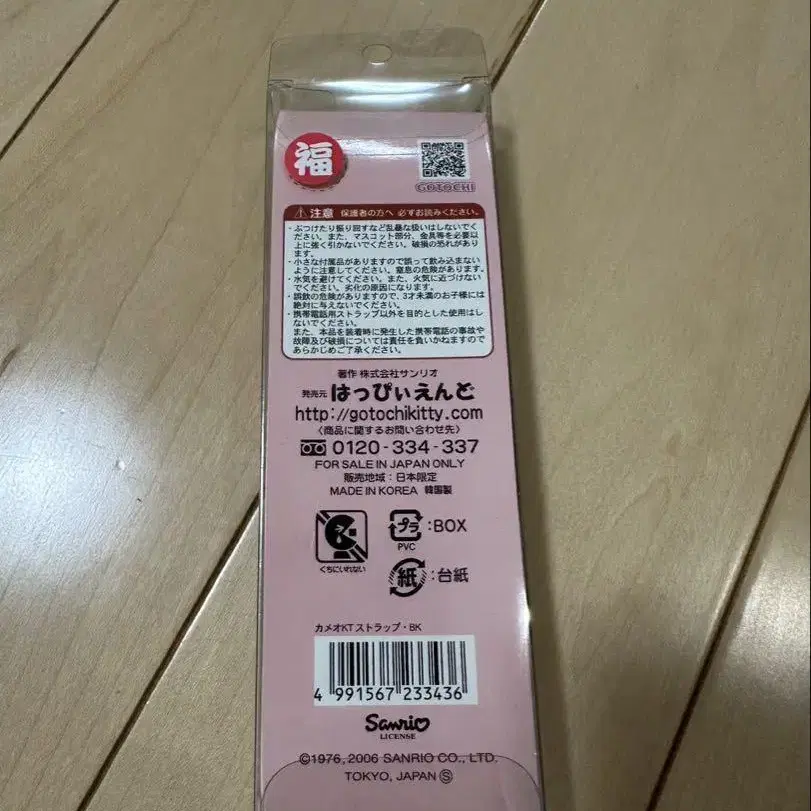 福
GOTOCHI
注意 保護者の方へ 必ずお読みください。
・ぶつけたり振り回すなど乱暴な扱いはしないでく
ださい。また、マスコット部分、金具等を必要以
上に強く引かないでください。破損の恐れがあり
ます。
・小さな付属品がありますので誤って飲み込まない
ように注意してください。窒息の危険があります。
・水気を避けてください。また、火気に近づけない
でください。劣化の原因になります。
・誤飲の危険がありますので、3才未満のお子様には
絶対に与えないでください。
・携帯電話用ストラップ以外を目的とした使用はし
ないでください。
また、本品を装着時に発生した携帯電話の事故や
故障及び破損については責任を負いかねますので
あらかじめご了承ください。
著作 株式会社サンリオ
発売元 はっぴぃえんど
http://gotochikitty.com
〈商品に関するお問い合わせ先〉
0120-334-337
FOR SALE IN JAPAN ONLY
販売地域：日本限定
MADE IN KOREA 韓国製
プラ:BOX
PVC
くちにいれない
紙:台紙
カメオKTストラップ・BK
4 991567 233436
Sanrio
LICENSE
©1976, 2006 SANRIO CO., LTD.
TOKYO, JAPAN Ⓢ